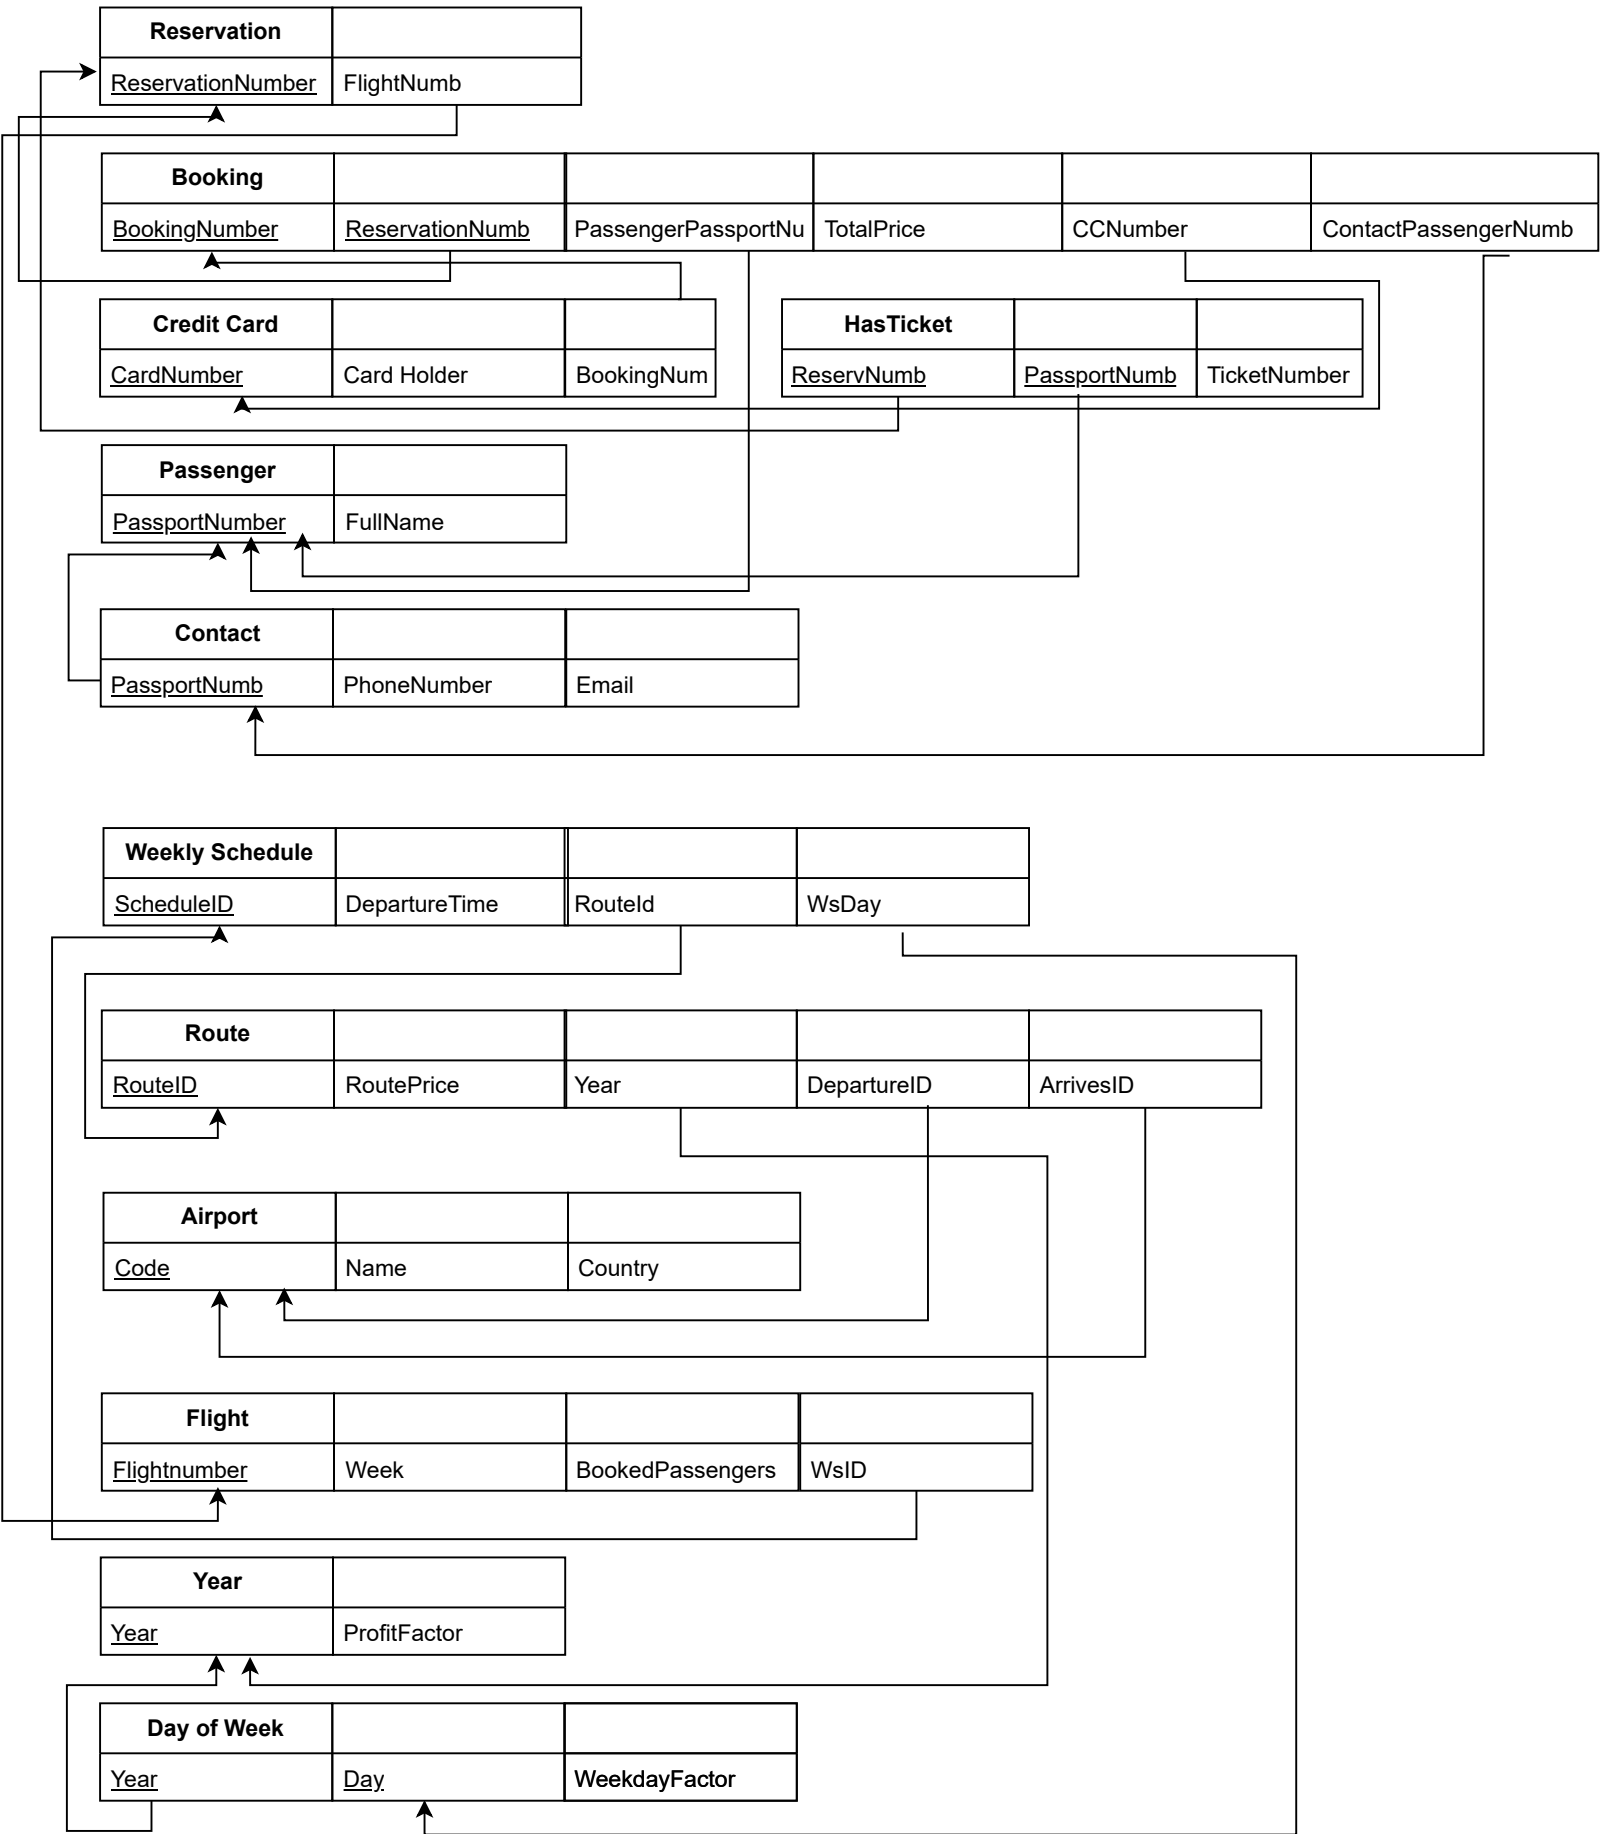 Reservation
ReservationNumber FlightNumb
Booking
BookingNumber ReservationNumb PassengerPassportNu TotalPrice CCNumber ContactPassengerNumb
Credit Card HasTicket
CardNumber Card Holder BookingNum ReservNumb PassportNumb TicketNumber
Passenger
PassportNumber FullName
Contact
PassportNumb PhoneNumber Email
Weekly Schedule
ScheduleID DepartureTime RouteId WsDay
Route
RouteID RoutePrice Year DepartureID ArrivesID
Airport
Code Name Country
Flight
Flightnumber Week BookedPassengers WsID
Year
Year ProfitFactor
Day of Week
Year Day WeekdayFactor